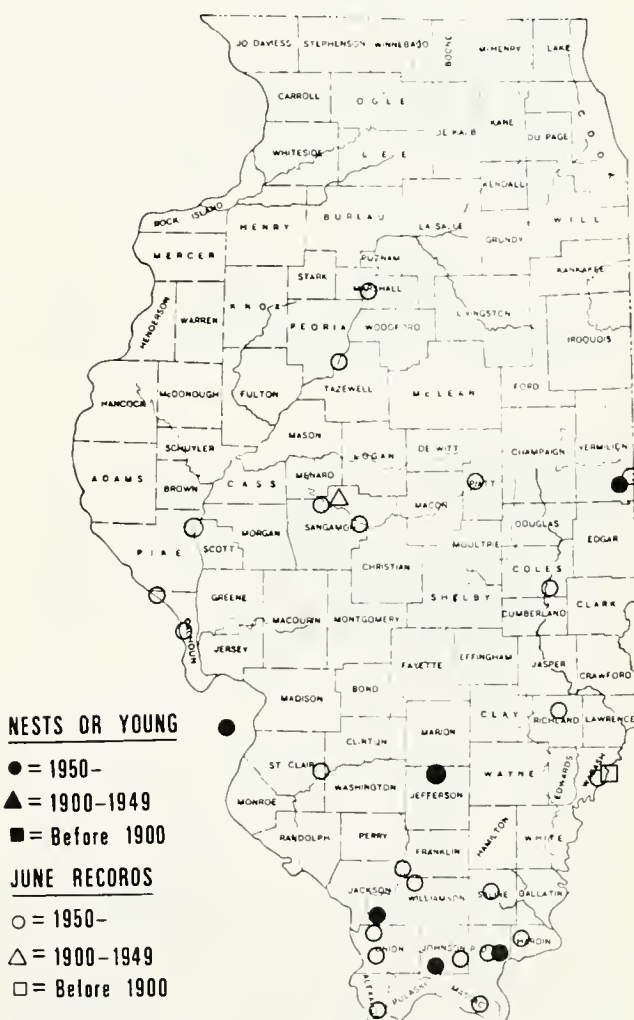 JO DAVIESS STEPHENSON WINNEBAGO BOONE McHENRY LAKE
CARROLL OGLE DE KALB KANE DU PAGE COOK
WHITESIDE LEE KENDALL
ROCK ISLAND HENRY BUREAU LA SALLE GRUNDY WILL
MERCER PUTNAM KANKAKEE
STARK MARSHALL
HENDERSON WARREN KNOX PEORIA WOODFORD LIVINGSTON IROQUOIS
HANCOCK McDONOUGH FULTON TAZEWELL McLEAN FORD
MASON
ADAMS SCHUYLER LOGAN DE WITT CHAMPAIGN VERMILION
BROWN CASS MENARD PIATT
MACON
PIKE SCOTT MORGAN SANGAMON DOUGLAS EDGAR
MOULTRIE
CHRISTIAN COLES
GREENE SHELBY CUMBERLAND CLARK
CALHOUN MACOUPIN MONTGOMERY
JERSEY FAYETTE EFFINGHAM JASPER CRAWFORD
MADISON BOND
CLAY RICHLAND LAWRENCE
NESTS OR YOUNG
MARION
CLINTON
● = 1950-
ST CLAIR WAYNE EDWARDS WABASH
WASHINGTON JEFFERSON
▲ = 1900-1949
MONROE
■ = Before 1900
RANDOLPH PERRY HAMILTON WHITE
FRANKLIN
JUNE RECORDS
JACKSON WILLIAMSON SALINE GALLATIN
○ = 1950-
UNION JOHNSON POPE HARDIN
△ = 1900-1949
□ = Before 1900
PULASKI MASSAC